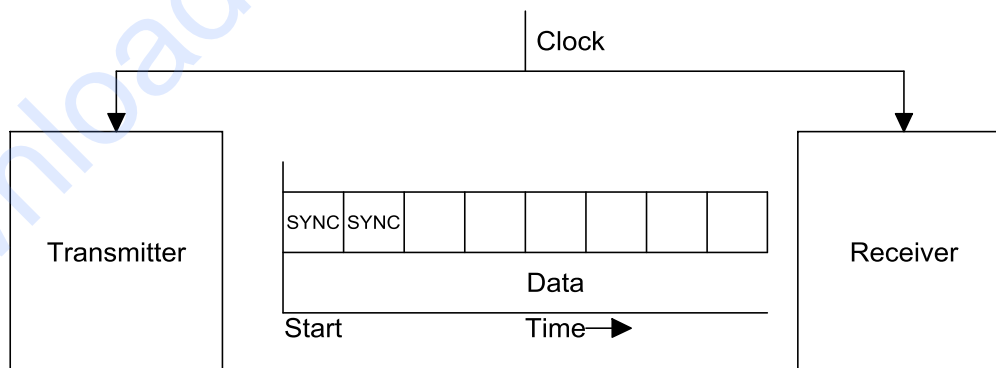 Clock
Transmitter
SYNC SYNC
Receiver
Data
Start
Time